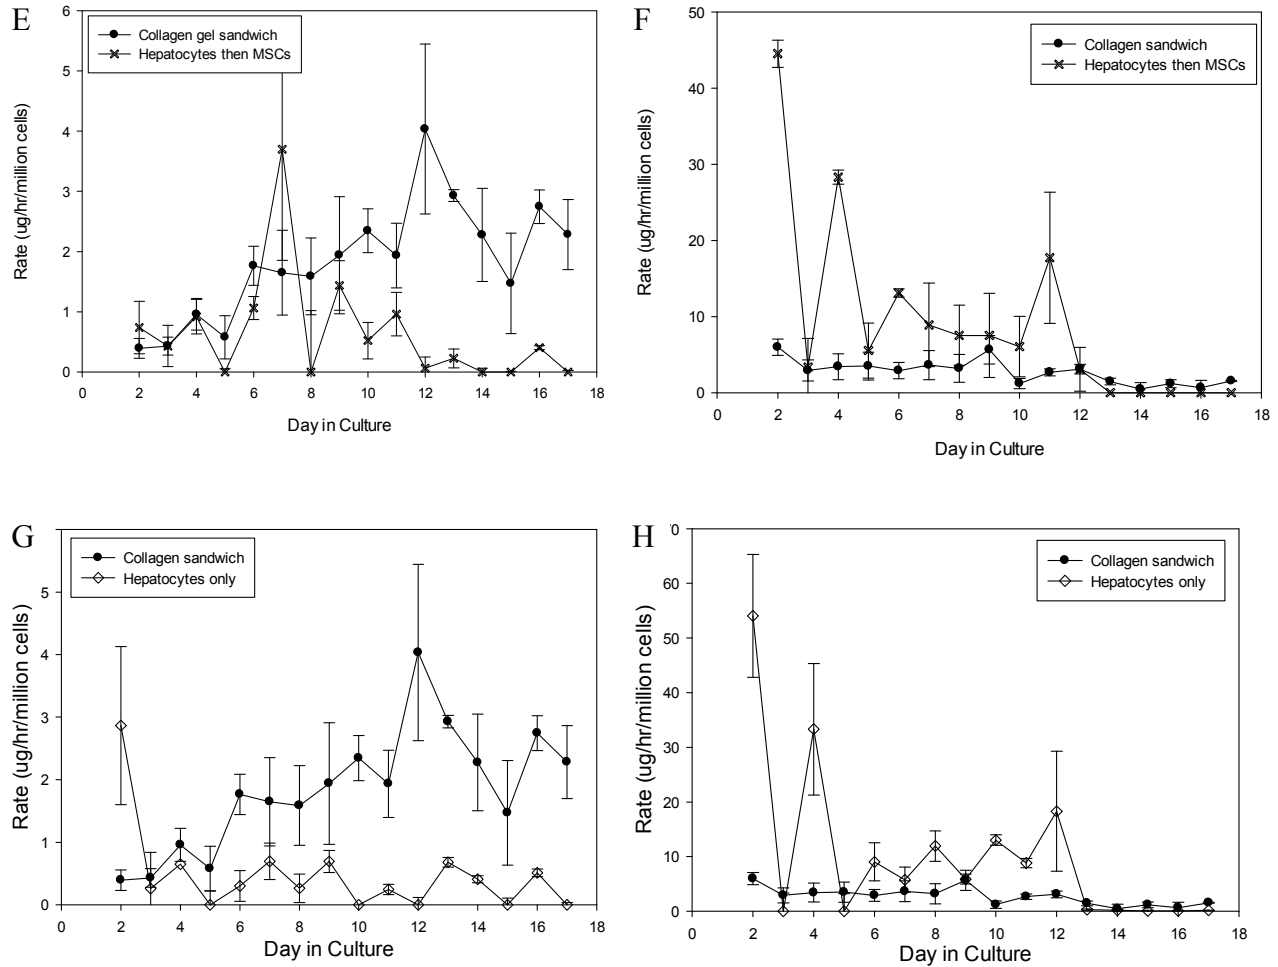 E
Collagen gel sandwich
Hepatocytes then MSCs
Rate (ug/hr/million cells)
6
5
4
3
2
1
0
0 2 4 6 8 10 12 14 16 18
Day in Culture
F
Collagen sandwich
Hepatocytes then MSCs
Rate (ug/hr/million cells)
50
40
30
20
10
0
0 2 4 6 8 10 12 14 16 18
Day in Culture
G
Collagen sandwich
Hepatocytes only
Rate (ug/hr/million cells)
5
4
3
2
1
0
0 2 4 6 8 10 12 14 16 18
Day in Culture
H
Collagen sandwich
Hepatocytes only
Rate (ug/hr/million cells)
0
60
50
40
30
20
10
0
0 2 4 6 8 10 12 14 16 18
Day in Culture